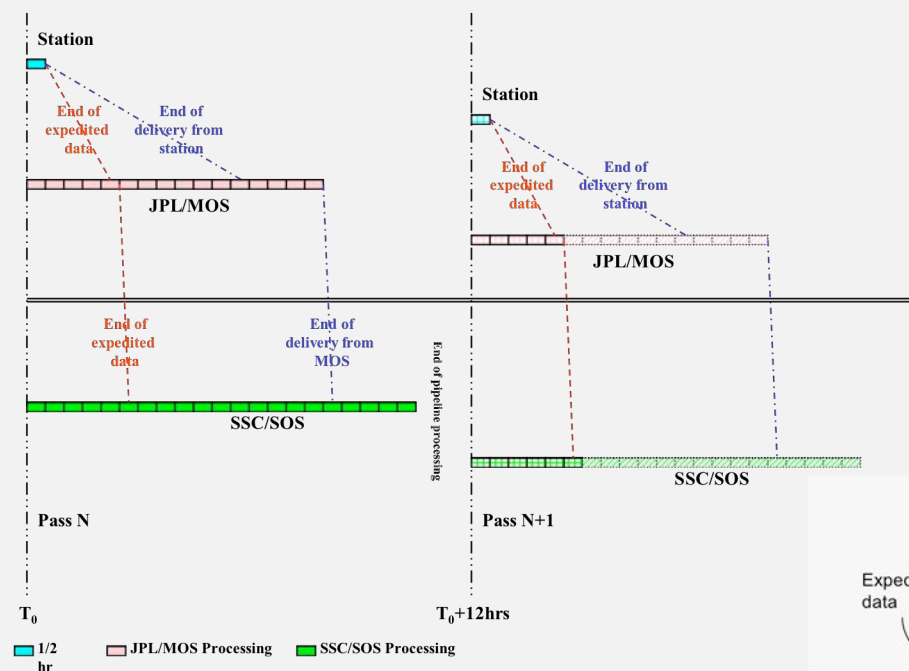 Station
End of
expedited
data
End of
delivery from
station
JPL/MOS
End of
expedited
data
End of
delivery from
MOS
SSC/SOS
End of pipeline processing
Pass N
T0
Station
End of
expedited
data
End of
delivery from
station
JPL/MOS
SSC/SOS
Pass N+1
T0+12hrs
data
1/2
hr
JPL/MOS Processing
SSC/SOS Processing